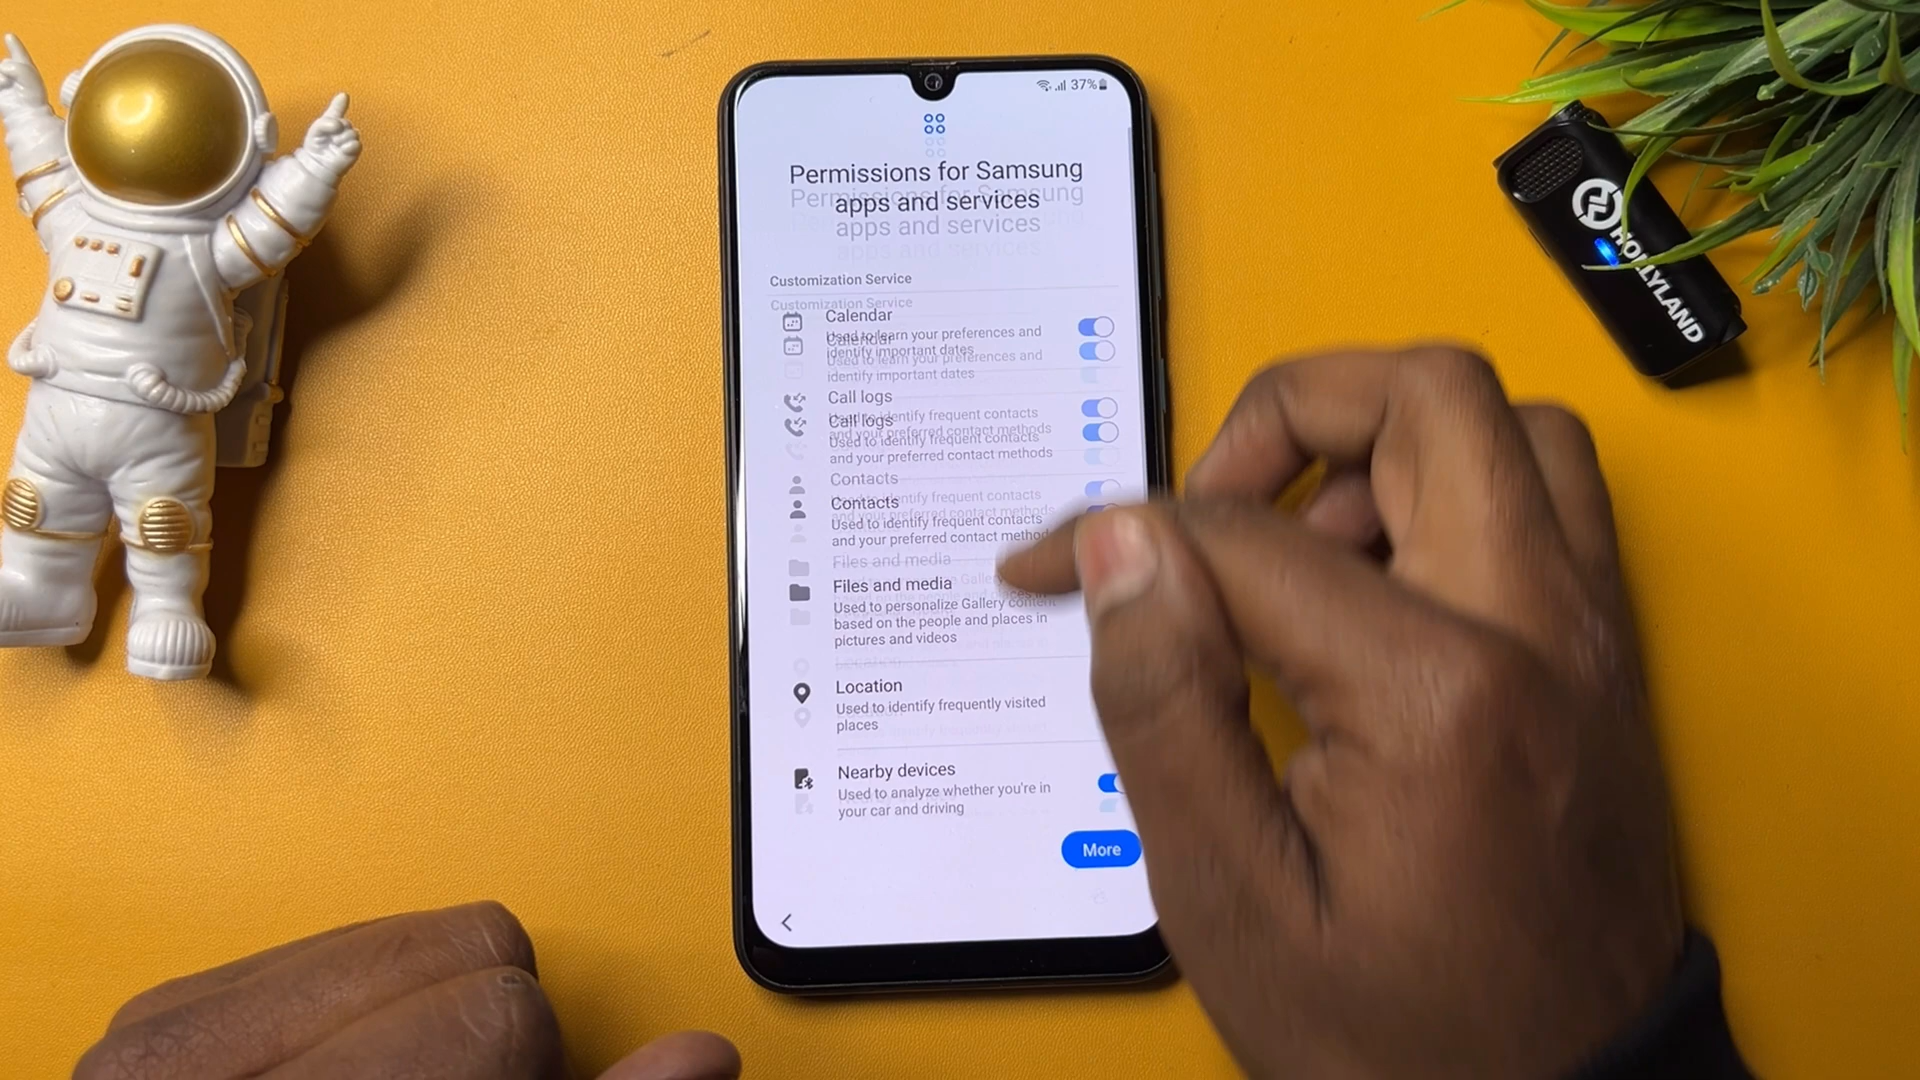 37%
Permissions for Samsung
apps and services
Customization Service
Calendar
Used to learn your preferences and
identify important dates
Call logs
Used to identify frequent contacts
and your preferred contact methods
Contacts
Used to identify frequent contacts
and your preferred contact methods
Files and media
Used to personalize Gallery content
based on the people and places in
pictures and videos
Location
Used to identify frequently visited
places
Nearby devices
Used to analyze whether you're in
your car and driving
More
HOLLYLAND